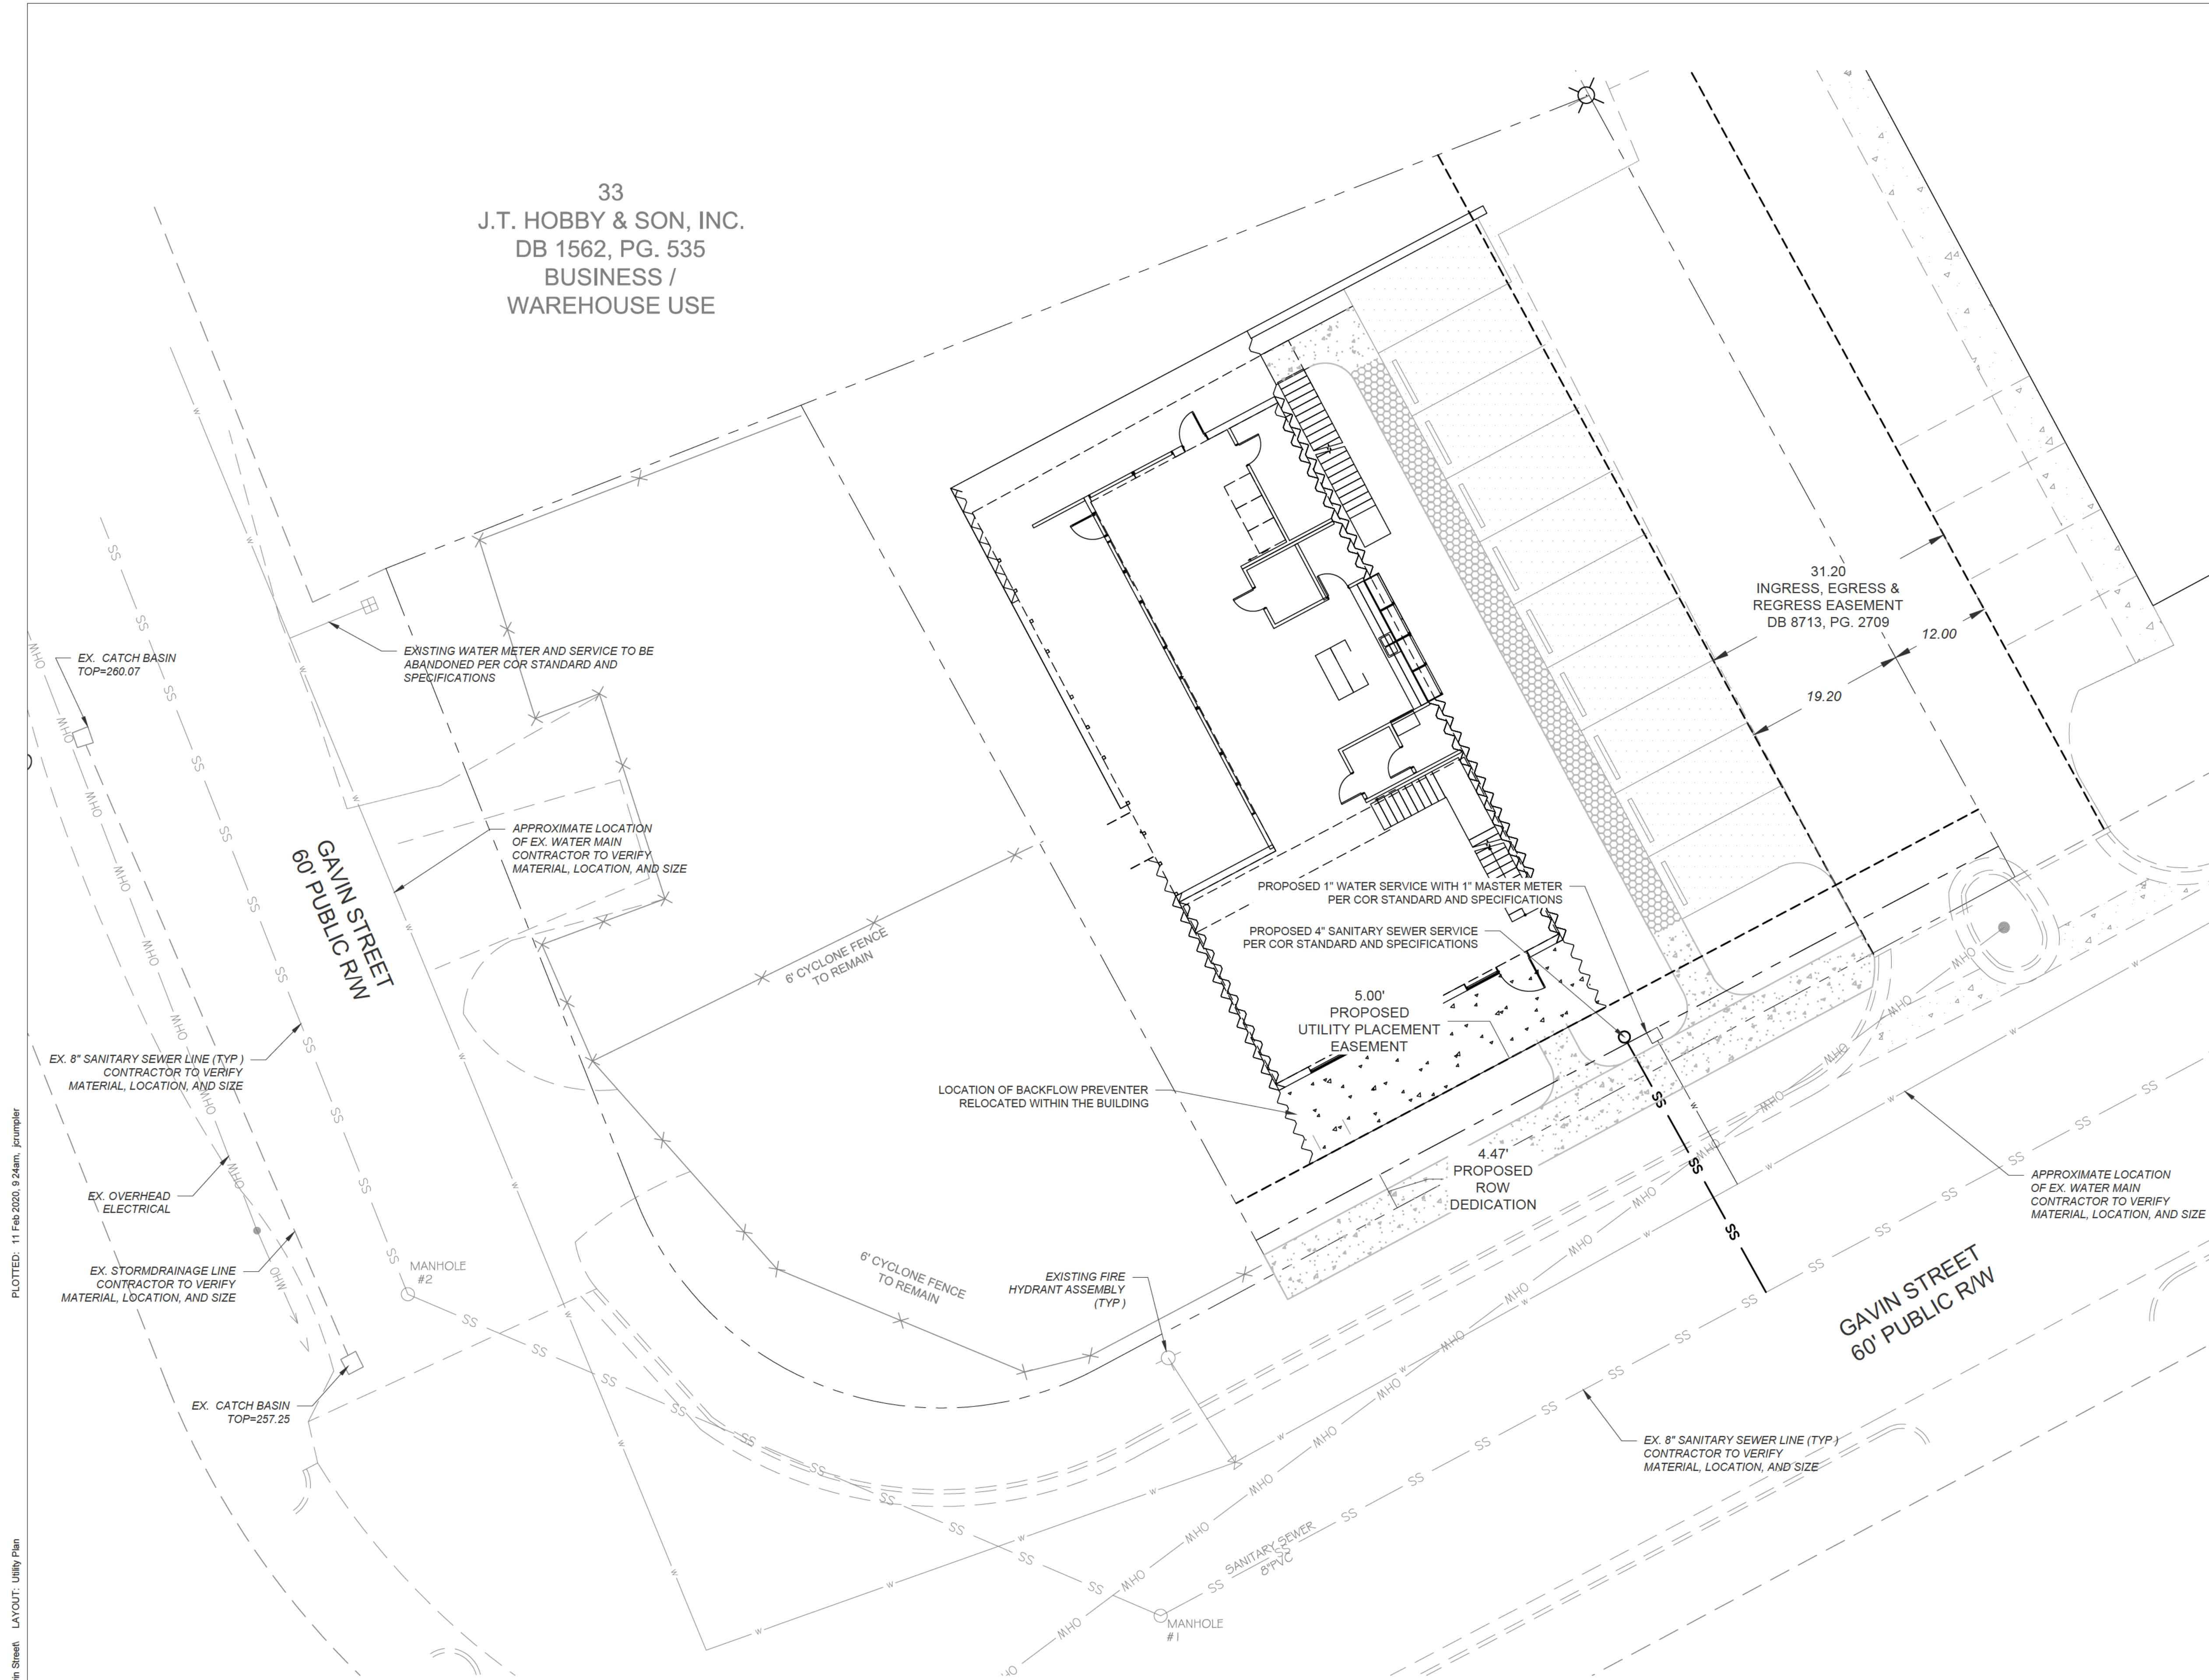 33
J.T. HOBBY & SON, INC.
DB 1562, PG. 535
BUSINESS /
WAREHOUSE USE
31.20
INGRESS, EGRESS &
REGRESS EASEMENT
DB 8713, PG. 2709
12.00
19.20
EX. CATCH BASIN
TOP=260.07
EXISTING WATER METER AND SERVICE TO BE
ABANDONED PER COR STANDARD AND
SPECIFICATIONS
APPROXIMATE LOCATION
OF EX. WATER MAIN
CONTRACTOR TO VERIFY
MATERIAL, LOCATION, AND SIZE
GAVIN STREET
60' PUBLIC R/W
6' CYCLONE FENCE
TO REMAIN
PROPOSED 1" WATER SERVICE WITH 1" MASTER METER
PER COR STANDARD AND SPECIFICATIONS
PROPOSED 4" SANITARY SEWER SERVICE
PER COR STANDARD AND SPECIFICATIONS
5.00'
PROPOSED
UTILITY PLACEMENT
EASEMENT
LOCATION OF BACKFLOW PREVENTER
RELOCATED WITHIN THE BUILDING
EX. 8" SANITARY SEWER LINE (TYP )
CONTRACTOR TO VERIFY
MATERIAL, LOCATION, AND SIZE
4.47'
PROPOSED
ROW
DEDICATION
APPROXIMATE LOCATION
OF EX. WATER MAIN
CONTRACTOR TO VERIFY
MATERIAL, LOCATION, AND SIZE
EX. OVERHEAD
ELECTRICAL
EX. STORMDRAINAGE LINE
CONTRACTOR TO VERIFY
MATERIAL, LOCATION, AND SIZE
MANHOLE
#2
6' CYCLONE FENCE
TO REMAIN
EXISTING FIRE
HYDRANT ASSEMBLY
(TYP )
GAVIN STREET
60' PUBLIC R/W
EX. CATCH BASIN
TOP=257.25
EX. 8" SANITARY SEWER LINE (TYP )
CONTRACTOR TO VERIFY
MATERIAL, LOCATION, AND SIZE
SANITARY SEWER
8"PVC
MANHOLE
#1
SS
OHW
W
PLOTTED: 11 Feb 2020, 9 24am, jcrumpler
Street\ LAYOUT: Utility Plan